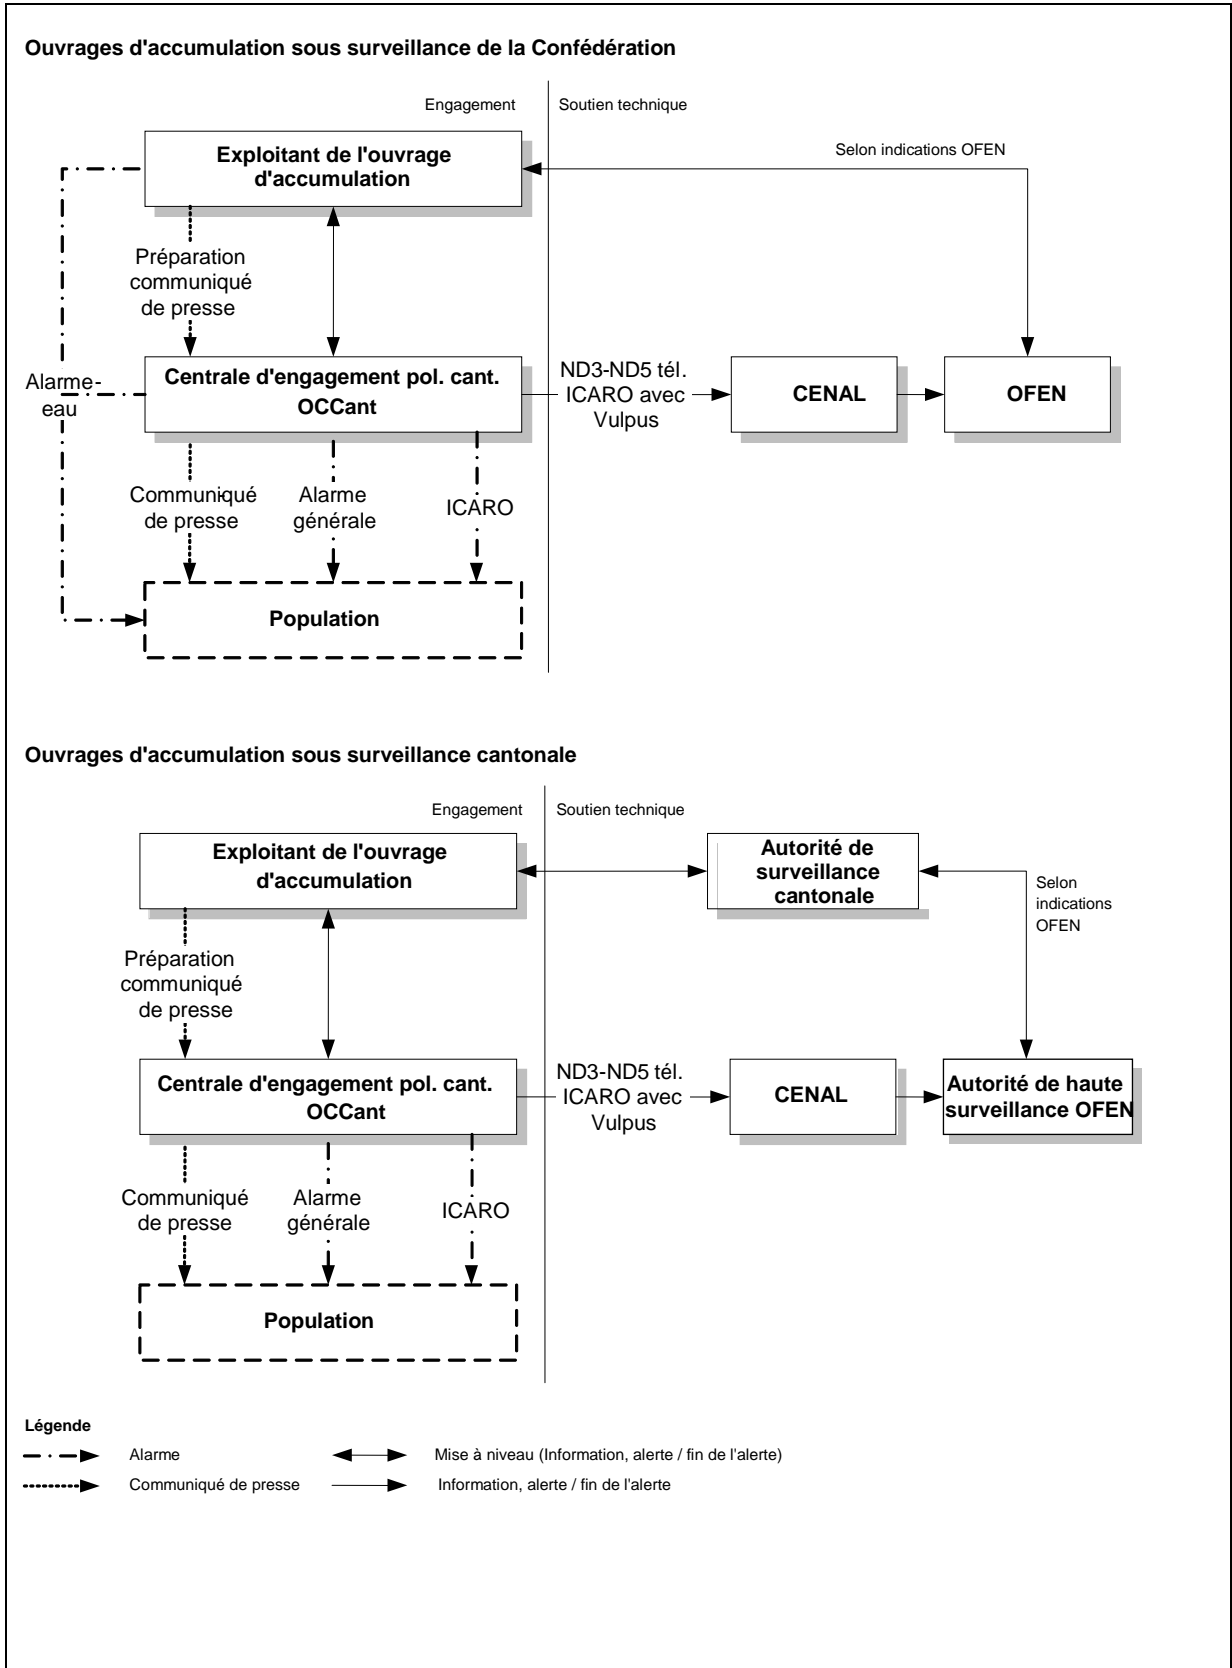 Ouvrages d'accumulation sous surveillance de la Confédération
Engagement
Soutien technique
Exploitant de l'ouvrage
d'accumulation
Selon indications OFEN
Préparation
communiqué
de presse
Alarme-
eau
Centrale d'engagement pol. cant.
OCCant
ND3-ND5 tél.
ICARO avec
Vulpus
CENAL
OFEN
Communiqué
de presse
Alarme
générale
ICARO
Population
Ouvrages d'accumulation sous surveillance cantonale
Engagement
Soutien technique
Exploitant de l'ouvrage
d'accumulation
Autorité de
surveillance
cantonale
Selon
indications
OFEN
Préparation
communiqué
de presse
Centrale d'engagement pol. cant.
OCCant
ND3-ND5 tél.
ICARO avec
Vulpus
CENAL
Autorité de haute
surveillance OFEN
Communiqué
de presse
Alarme
générale
ICARO
Population
Légende
Alarme
Mise à niveau (Information, alerte / fin de l'alerte)
Communiqué de presse
Information, alerte / fin de l'alerte